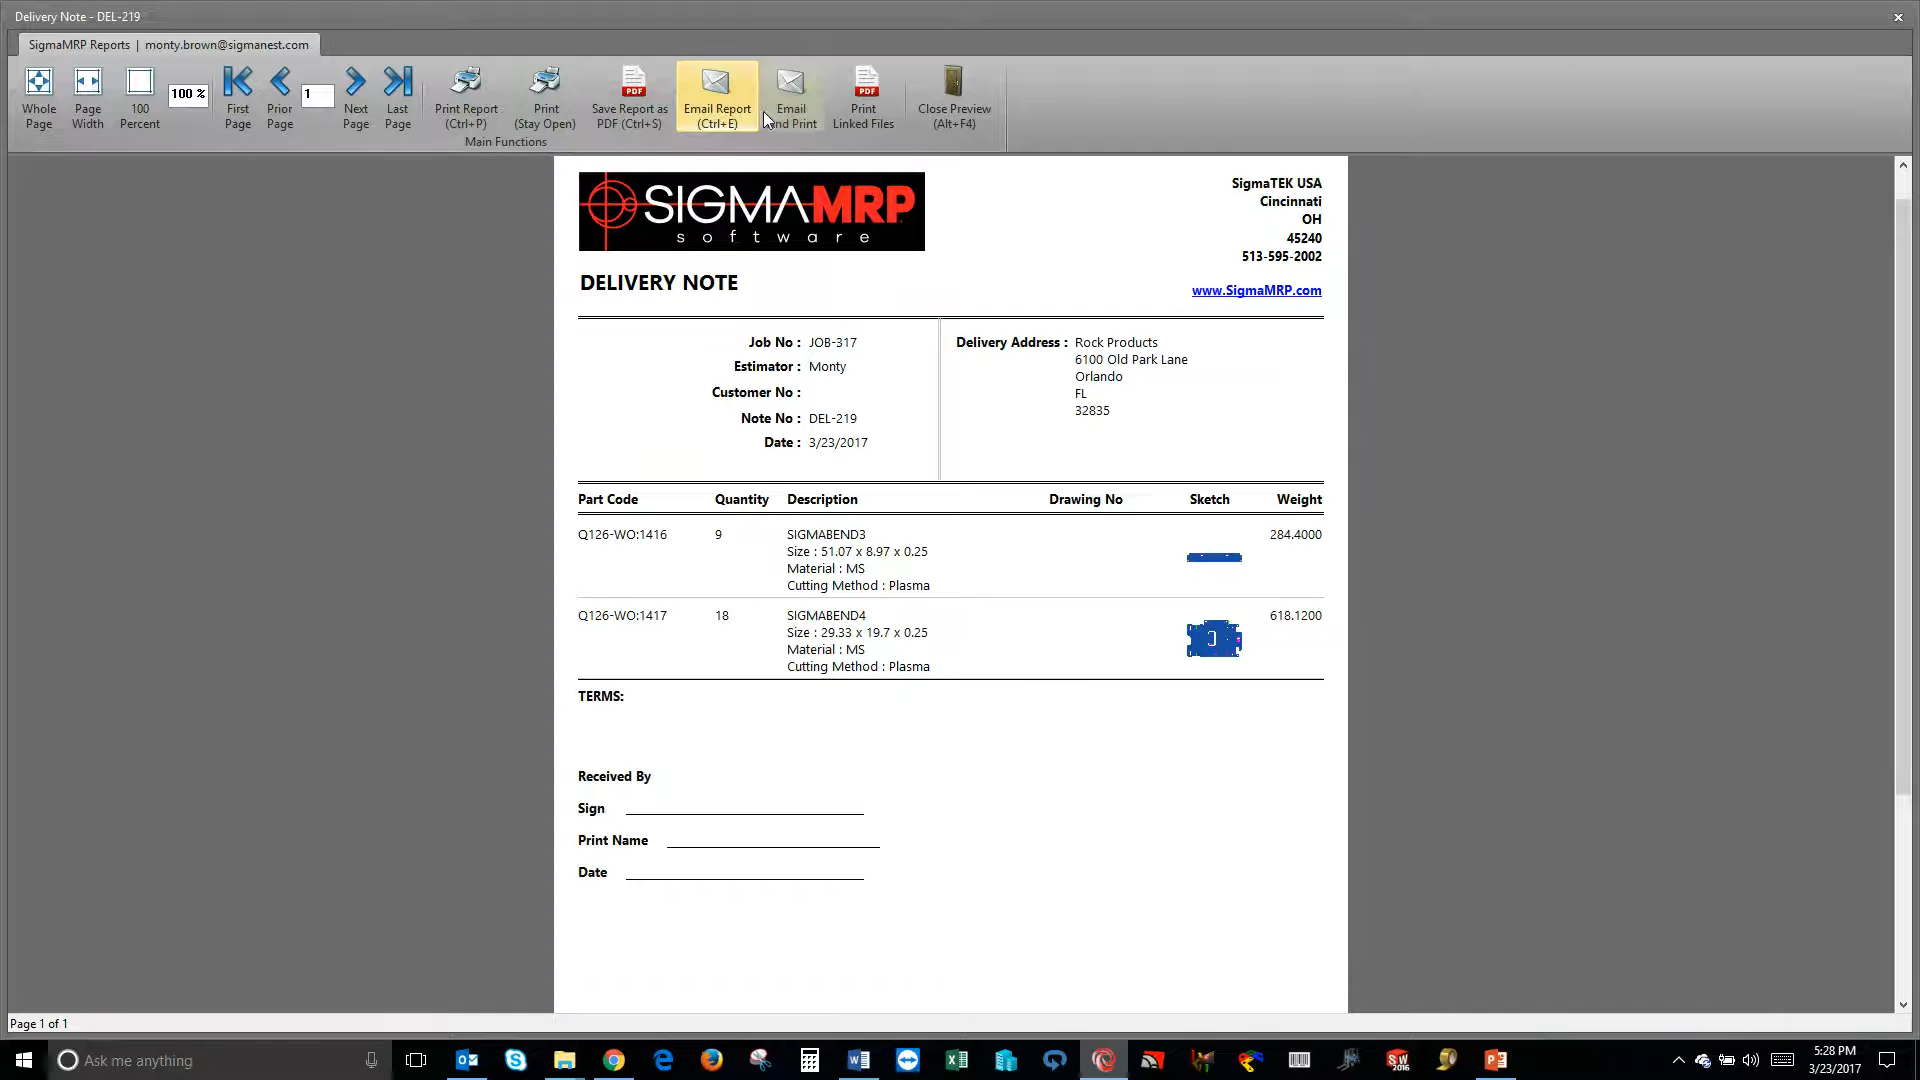 Delivery Note - DEL-219
SigmaMRP Reports | monty.brown@sigmanest.com
Whole Page
Page Width
100 Percent
100 %
First Page
Prior Page
1
Next Page
Last Page
Print Report (Ctrl+P)
Print (Stay Open)
Save Report as PDF (Ctrl+S)
Email Report (Ctrl+E)
Email and Print
Print Linked Files
Close Preview (Alt+F4)
Main Functions
SIGMAMRP
software
SigmaTEK USA
Cincinnati
OH
45240
513-595-2002
DELIVERY NOTE
www.SigmaMRP.com
Job No : JOB-317
Estimator : Monty
Customer No :
Note No : DEL-219
Date : 3/23/2017
Delivery Address : Rock Products
6100 Old Park Lane
Orlando
FL
32835
Part Code Quantity Description Drawing No Sketch Weight
Q126-WO:1416 9 SIGMABEND3 284.4000
Size : 51.07 x 8.97 x 0.25
Material : MS
Cutting Method : Plasma
Q126-WO:1417 18 SIGMABEND4 618.1200
Size : 29.33 x 19.7 x 0.25
Material : MS
Cutting Method : Plasma
TERMS:
Received By
Sign
Print Name
Date
Page 1 of 1
Ask me anything
5:28 PM
3/23/2017